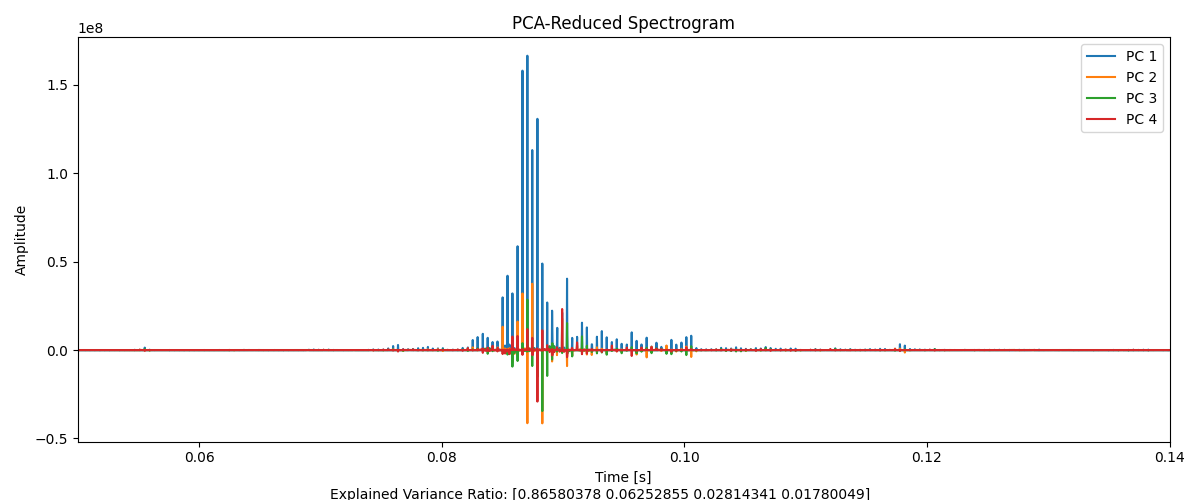 PCA-Reduced Spectrogram
1e8
PC 1
PC 2
PC 3
PC 4
1.5
1.0
0.5
0.0
−0.5
Amplitude
0.06 0.08 0.10 0.12 0.14
Time [s]
Explained Variance Ratio: [0.86580378 0.06252855 0.02814341 0.01780049]